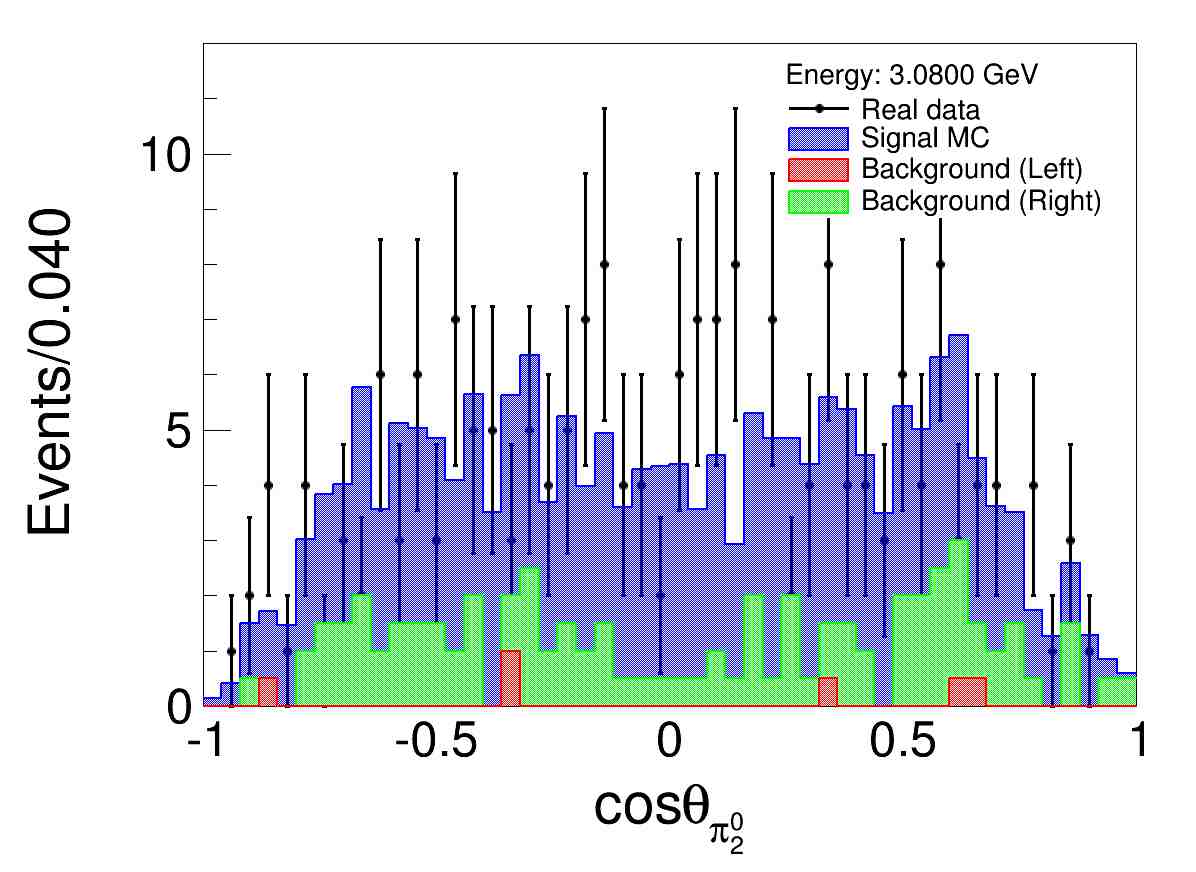 Energy: 3.0800 GeV
Real data
Signal MC
Background (Left)
Background (Right)
Events/0.040
10
5
0
-1 -0.5 0 0.5 1
cosθπ⁰₂